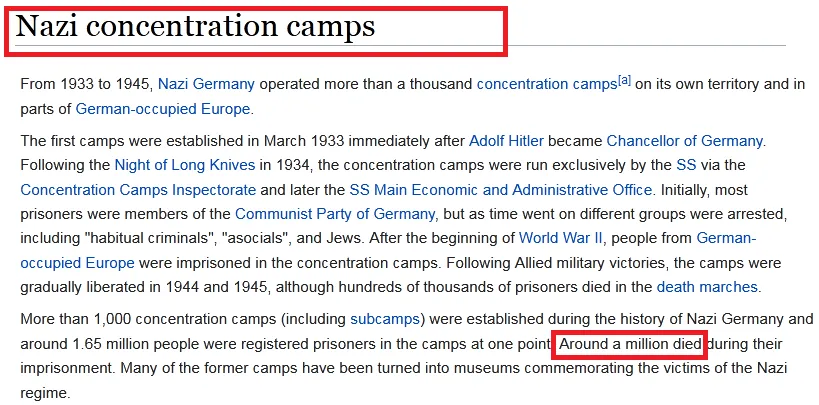 Nazi concentration camps
From 1933 to 1945, Nazi Germany operated more than a thousand concentration camps[a] on its own territory and in
parts of German-occupied Europe.
The first camps were established in March 1933 immediately after Adolf Hitler became Chancellor of Germany.
Following the Night of Long Knives in 1934, the concentration camps were run exclusively by the SS via the
Concentration Camps Inspectorate and later the SS Main Economic and Administrative Office. Initially, most
prisoners were members of the Communist Party of Germany, but as time went on different groups were arrested,
including "habitual criminals", "asocials", and Jews. After the beginning of World War II, people from German-
occupied Europe were imprisoned in the concentration camps. Following Allied military victories, the camps were
gradually liberated in 1944 and 1945, although hundreds of thousands of prisoners died in the death marches.
More than 1,000 concentration camps (including subcamps) were established during the history of Nazi Germany and
around 1.65 million people were registered prisoners in the camps at one point. Around a million died during their
imprisonment. Many of the former camps have been turned into museums commemorating the victims of the Nazi
regime.